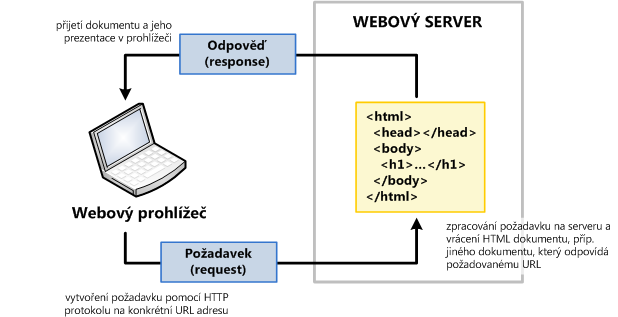 přijetí dokumentu a jeho
prezentace v prohlížeči
Odpověď
(response)
WEBOVÝ SERVER
<html>
<head></head>
<body>
<h1>...</h1>
</body>
</html>
Webový prohlížeč
Požadavek
(request)
zpracování požadavku na serveru a
vrácení HTML dokumentu, příp.
jiného dokumentu, který odpovídá
požadovanému URL
vytvoření požadavku pomocí HTTP
protokolu na konkrétní URL adresu